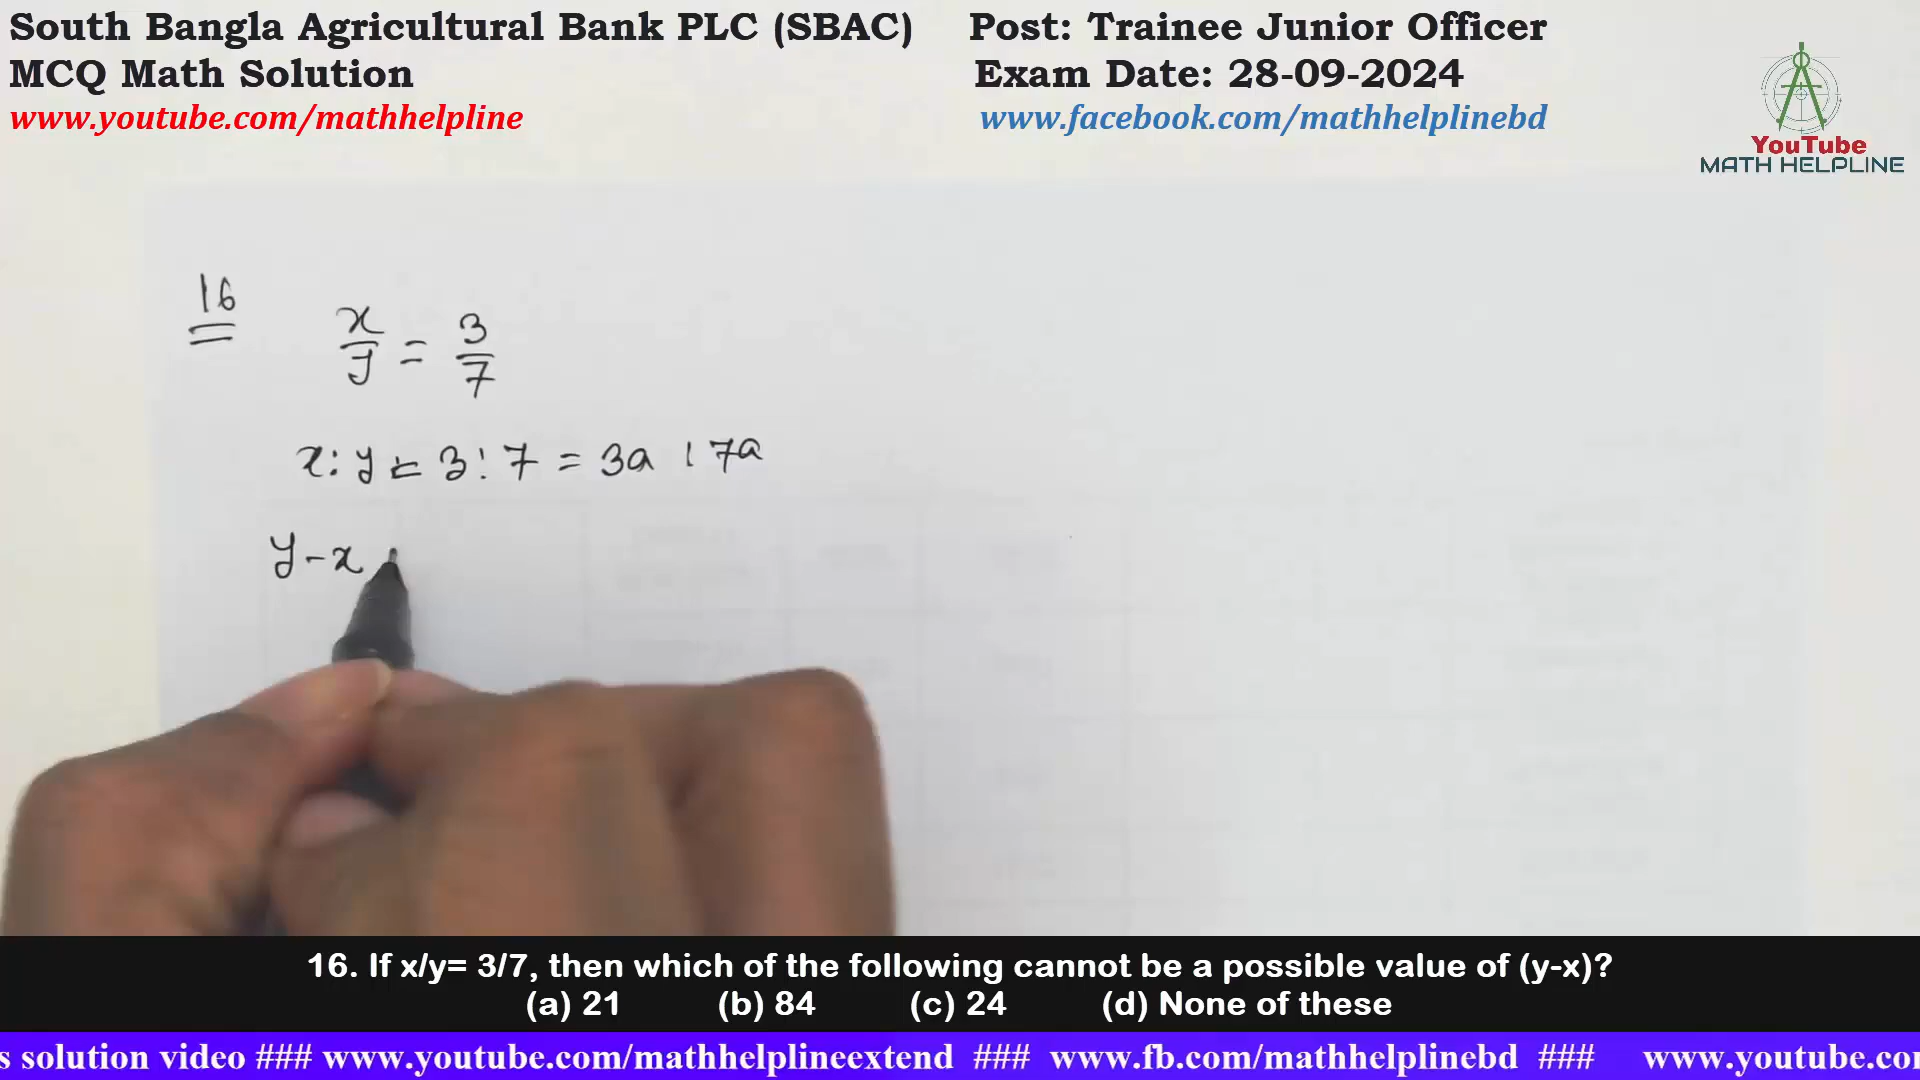 South Bangla Agricultural Bank PLC (SBAC) Post: Trainee Junior Officer
MCQ Math Solution Exam Date: 28-09-2024
www.youtube.com/mathhelpline www.facebook.com/mathhelplinebd
YouTube
MATH HELPLINE
16
x/y = 3/7
x : y = 3 : 7 = 3a : 7a
y - x
16. If x/y= 3/7, then which of the following cannot be a possible value of (y-x)?
(a) 21 (b) 84 (c) 24 (d) None of these
s solution video ### www.youtube.com/mathhelplineextend ### www.fb.com/mathhelplinebd ### www.youtube.co